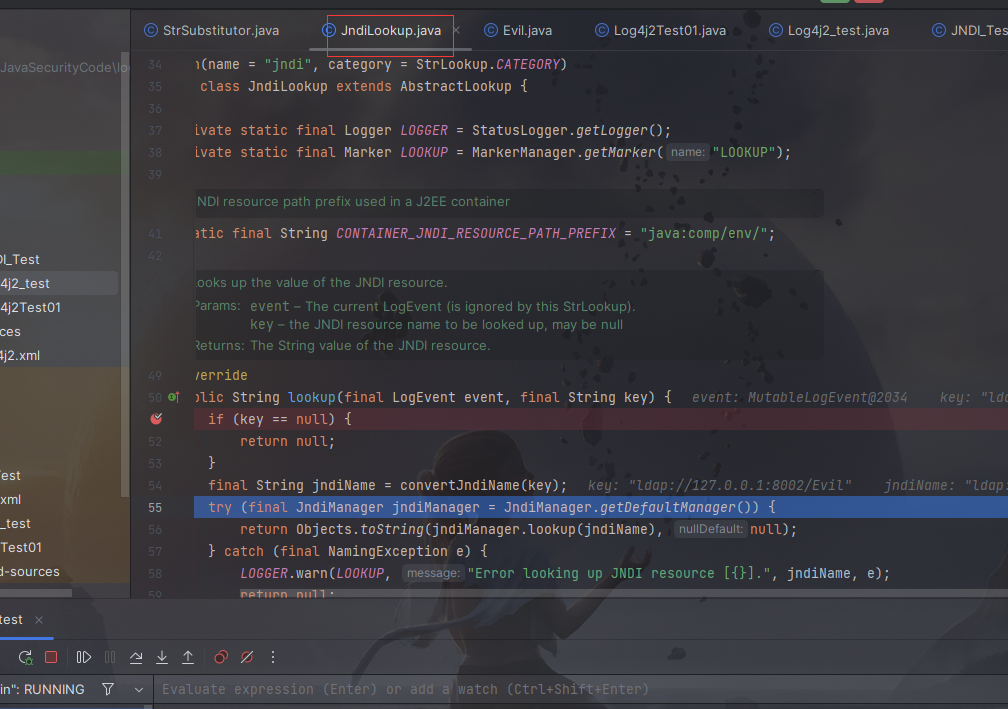 StrSubstitutor.java JndiLookup.java Evil.java Log4j2Test01.java Log4j2_test.java JNDI_Tes
JavaSecurityCode\lo
DI_Test
4j2_test
4j2Test01
ces
4j2.xml
est
xml
_test
Test01
d-sources
34 n(name = "jndi", category = StrLookup.CATEGORY)
35 class JndiLookup extends AbstractLookup {
36
37 ivate static final Logger LOGGER = StatusLogger.getLogger();
38 ivate static final Marker LOOKUP = MarkerManager.getMarker( name: "LOOKUP");
39
NDI resource path prefix used in a J2EE container
41 atic final String CONTAINER_JNDI_RESOURCE_PATH_PREFIX = "java:comp/env/";
42
ooks up the value of the JNDI resource.
Params: event – The current LogEvent (is ignored by this StrLookup).
key – the JNDI resource name to be looked up, may be null
Returns: The String value of the JNDI resource.
49 verride
50 blic String lookup(final LogEvent event, final String key) { event: MutableLogEvent@2034 key: "lda
if (key == null) {
52 return null;
53 }
54 final String jndiName = convertJndiName(key); key: "ldap://127.0.0.1:8002/Evil" jndiName: "ldap:
55 try (final JndiManager jndiManager = JndiManager.getDefaultManager()) {
56 return Objects.toString(jndiManager.lookup(jndiName), nullDefault: null);
57 } catch (final NamingException e) {
58 LOGGER.warn(LOOKUP, message: "Error looking up JNDI resource [{}].", jndiName, e);
59 return null;
test
in": RUNNING
Evaluate expression (Enter) or add a watch (Ctrl+Shift+Enter)